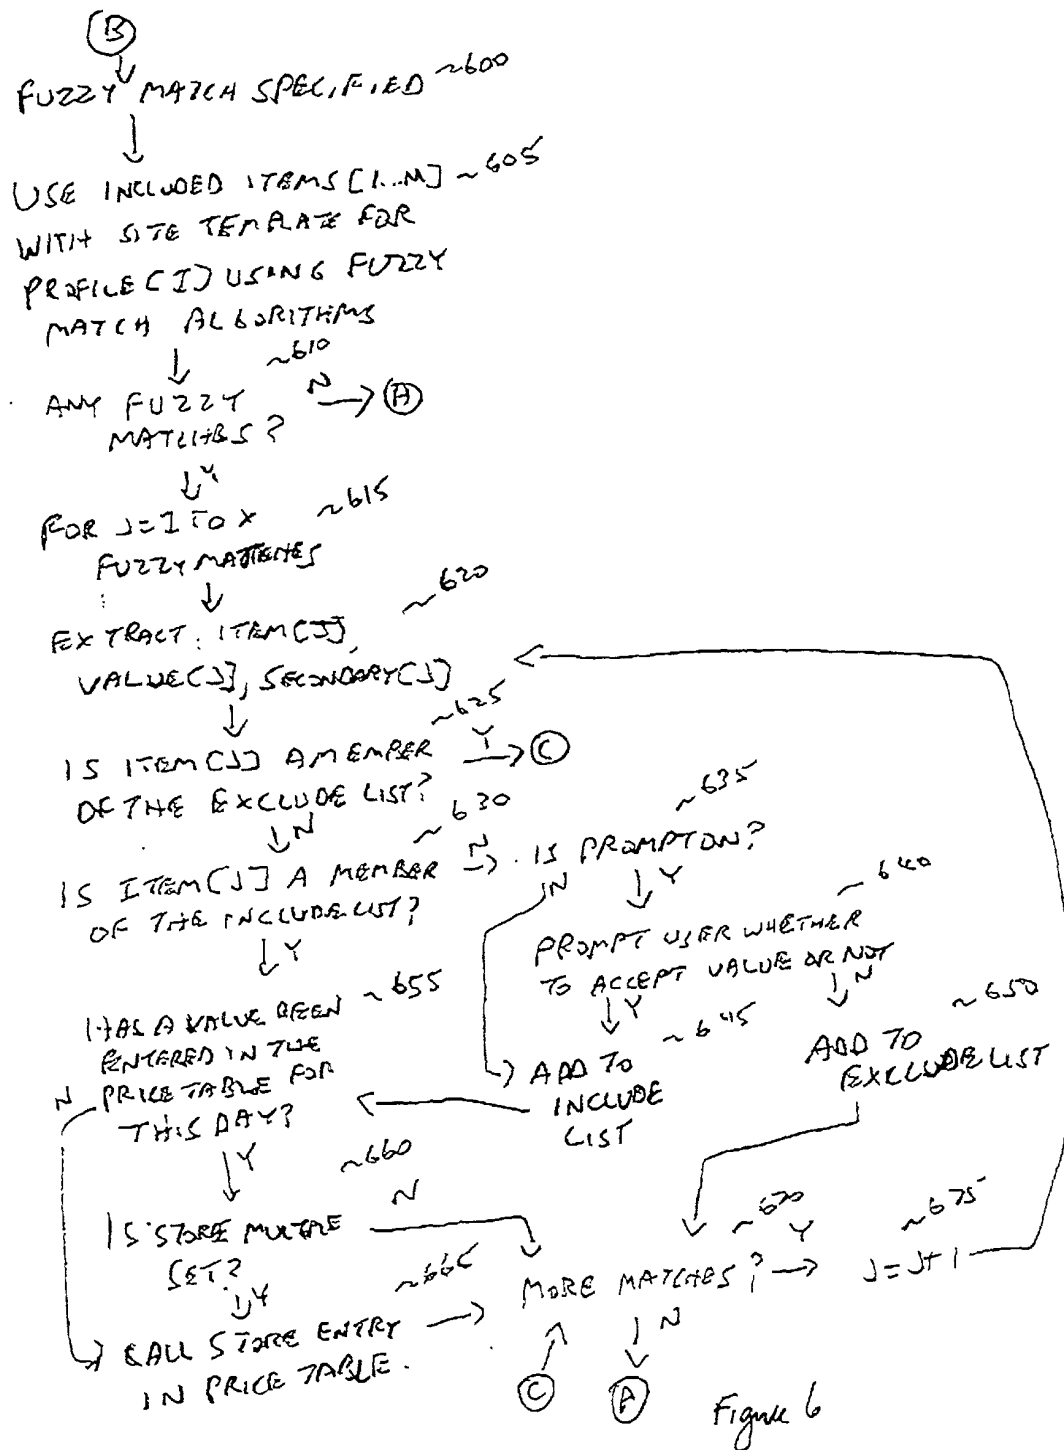 B
FUZZY MATCH SPECIFIED ~600
USE INCLUDED ITEMS [1...M] ~605
WITH SITE TEMPLATE FOR
PROFILE [I] USING FUZZY
MATCH ALGORITHMS
~610
ANY FUZZY N A
MATCHES?
Y
FOR J=1 TO X ~615
FUZZY MATCHES
~620
EXTRACT: ITEM[J],
VALUE[J], SECONDARY[J]
~625
IS ITEM[J] A MEMBER Y C
OF THE EXCLUDE LIST?
N ~630
IS ITEM[J] A MEMBER N
OF THE INCLUDE LIST?
Y
~635
IS PROMPT ON?
N Y
~640
PROMPT USER WHETHER
TO ACCEPT VALUE OR NOT
Y N
~645
ADD TO
INCLUDE
LIST
~650
ADD TO
EXCLUDE LIST
HAS A VALUE BEEN ~655
ENTERED IN THE
N PRICE TABLE FOR
THIS DAY?
Y
~660
IS STORE MULTIPLE N
SET?
Y ~665
CALL STORE ENTRY
IN PRICE TABLE.
~670 ~675
MORE MATCHES? Y J=J+1
N
C A
Figure 6